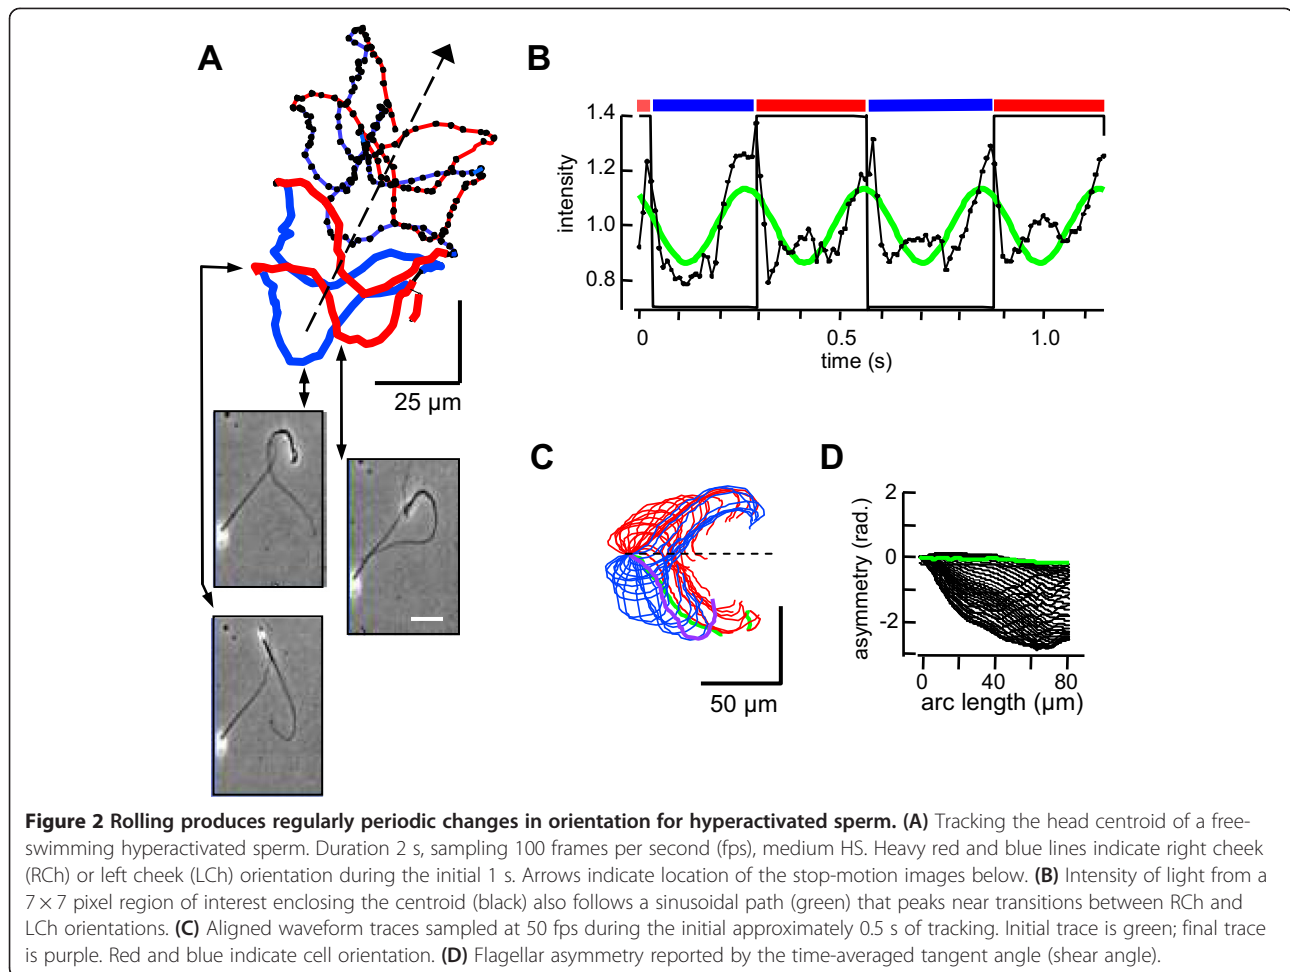 A
B
1.4
1.2
1.0
0.8
intensity
0
0.5
1.0
time (s)
25 µm
C
50 µm
D
2
0
-2
asymmetry (rad.)
0
40
80
arc length (µm)
Figure 2 Rolling produces regularly periodic changes in orientation for hyperactivated sperm. (A) Tracking the head centroid of a free-
swimming hyperactivated sperm. Duration 2 s, sampling 100 frames per second (fps), medium HS. Heavy red and blue lines indicate right cheek
(RCh) or left cheek (LCh) orientation during the initial 1 s. Arrows indicate location of the stop-motion images below. (B) Intensity of light from a
7 × 7 pixel region of interest enclosing the centroid (black) also follows a sinusoidal path (green) that peaks near transitions between RCh and
LCh orientations. (C) Aligned waveform traces sampled at 50 fps during the initial approximately 0.5 s of tracking. Initial trace is green; final trace
is purple. Red and blue indicate cell orientation. (D) Flagellar asymmetry reported by the time-averaged tangent angle (shear angle).